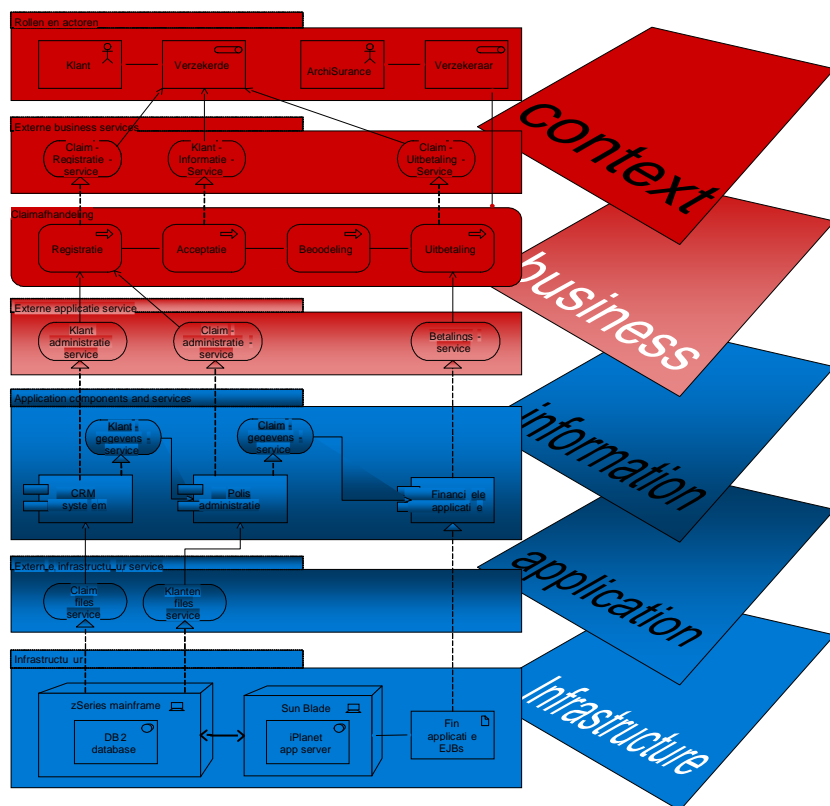 Rollen en actoren
Klant
Verzekerde
ArchiSurance
Verzekeraar
context
Externe business services
Claim -
Registratie -
service
Klant -
Informatie -
Service
Claim -
Uitbetaling -
Service
Claimafhandeling
Registratie
Acceptatie
Beoodeling
Uitbetaling
business
Externe applicatie service
Klant
administratie
service
Claim -
administratie -
service
Betalings -
service
Application components and services
Klant -
gegevens -
service
Claim -
gegevens -
service
information
CRM
systeem
Polis
administratie
Financiële
applicatie
Externe infrastructuur service
Claim
files
service
Klanten
files
service
application
Infrastructuur
zSeries mainframe
DB2
database
Sun Blade
iPlanet
app server
Fin
applicatie
EJBs
Infrastructure